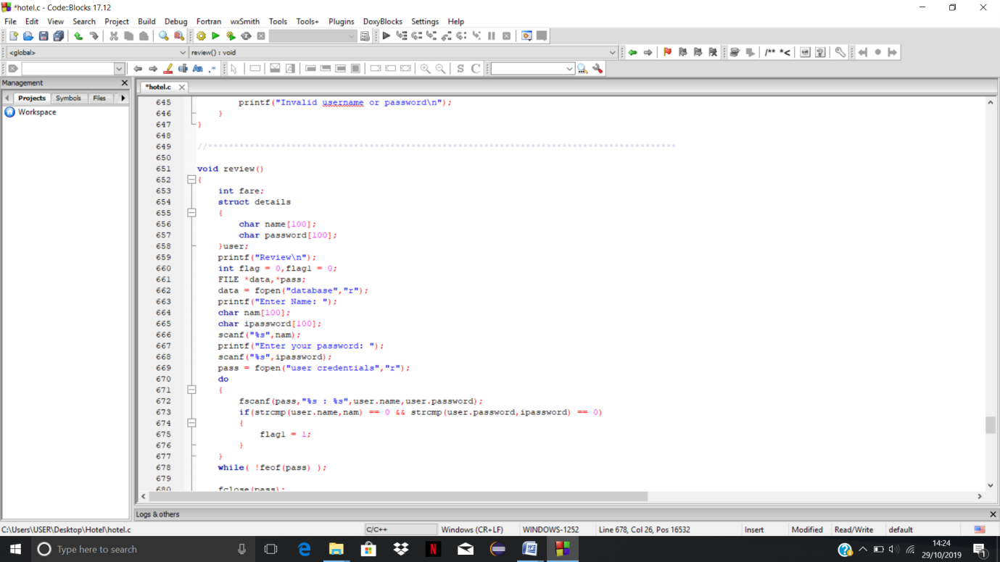 *hotel.c - Code::Blocks 17.12
File Edit View Search Project Build Debug Fortran wxSmith Tools Tools+ Plugins DoxyBlocks Settings Help
<global> review() : void
/** *<
S C
Management
*hotel.c
Projects Symbols Files
Workspace
645 printf("Invalid username or password\n");
646 }
647 }
648
649 //******************************************************************************************
650
651 void review()
652 {
653 int fare;
654 struct details
655 {
656 char name[100];
657 char password[100];
658 }user;
659 printf("Review\n");
660 int flag = 0,flag1 = 0;
661 FILE *data,*pass;
662 data = fopen("database","r");
663 printf("Enter Name: ");
664 char nam[100];
665 char ipassword[100];
666 scanf("%s",nam);
667 printf("Enter your password: ");
668 scanf("%s",ipassword);
669 pass = fopen("user credentials","r");
670 do
671 {
672 fscanf(pass,"%s : %s",user.name,user.password);
673 if(strcmp(user.name,nam) == 0 && strcmp(user.password,ipassword) == 0)
674 {
675 flag1 = 1;
676 }
677 }
678 while( !feof(pass) );
679
680 fclose(pass);
Logs & others
C:\Users\USER\Desktop\Hotel\hotel.c C/C++ Windows (CR+LF) WINDOWS-1252 Line 678, Col 26, Pos 16532 Insert Modified Read/Write default
Type here to search
14:24
29/10/2019
1